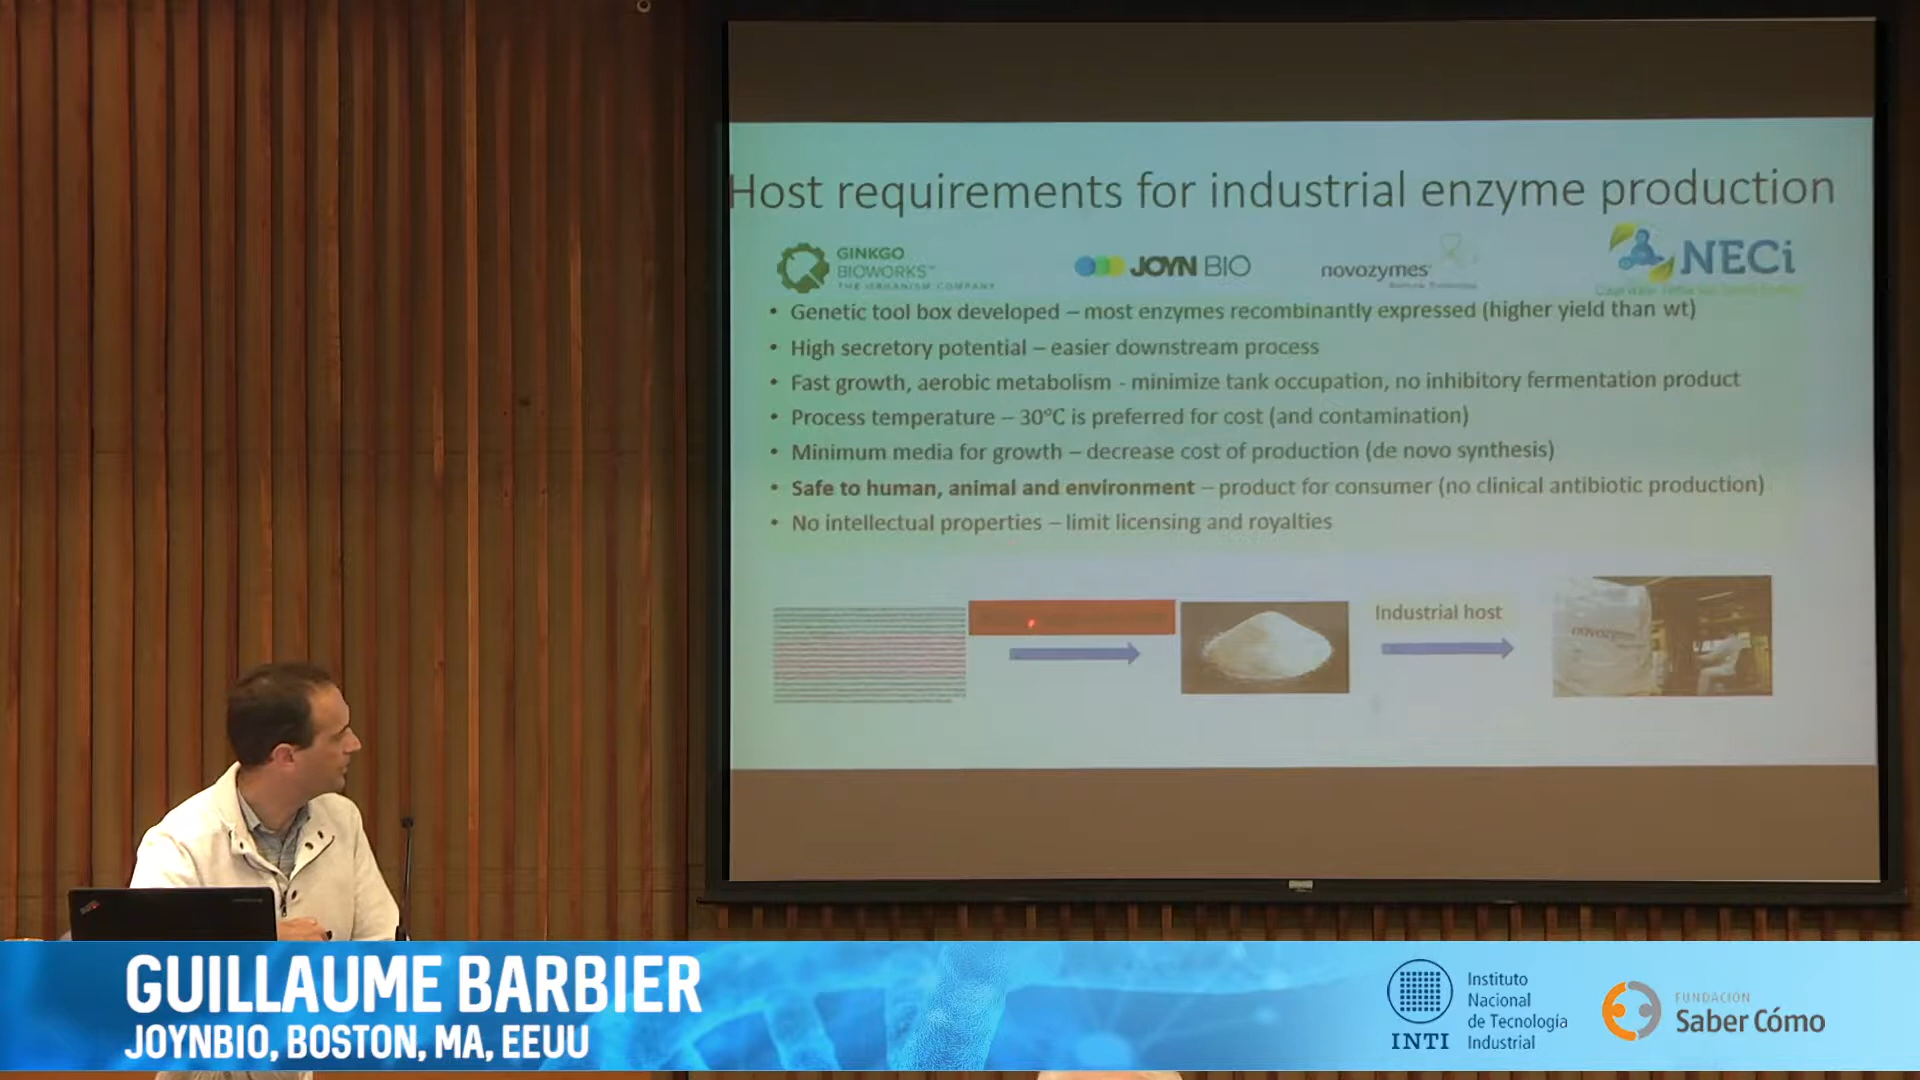 Host requirements for industrial enzyme production
GINKGO
BIOWORKS™
THE ORGANISM COMPANY
JOYN BIO
novozymes
NECi
• Genetic tool box developed – most enzymes recombinantly expressed (higher yield than wt)
• High secretory potential – easier downstream process
• Fast growth, aerobic metabolism - minimize tank occupation, no inhibitory fermentation product
• Process temperature – 30°C is preferred for cost (and contamination)
• Minimum media for growth – decrease cost of production (de novo synthesis)
• Safe to human, animal and environment – product for consumer (no clinical antibiotic production)
• No intellectual properties – limit licensing and royalties
Industrial host
GUILLAUME BARBIER
JOYNBIO, BOSTON, MA, EEUU
INTI
Instituto
Nacional
de Tecnología
Industrial
FUNDACIÓN
Saber Cómo